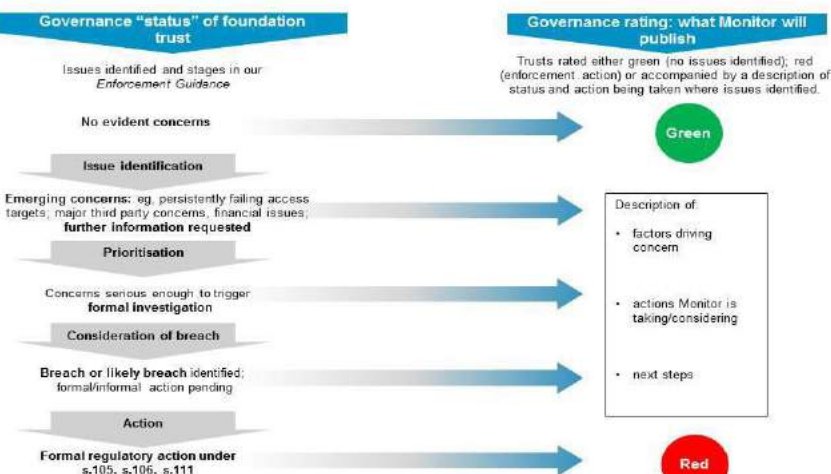 Governance "status" of foundation
trust
Issues identified and stages in our
Enforcement Guidance
No evident concerns
Issue identification
Emerging concerns: eg, persistently failing access
targets; major third party concerns, financial issues;
further information requested
Prioritisation
Concerns serious enough to trigger
formal investigation
Consideration of breach
Breach or likely breach identified;
formal/informal action pending
Action
Formal regulatory action under
s.105, s.106, s.111
Governance rating: what Monitor will
publish
Trusts rated either green (no issues identified); red
(enforcement action) or accompanied by a description of
status and action being taken where issues identified.
Green
Description of:
• factors driving
concern
• actions Monitor is
taking/considering
• next steps
Red